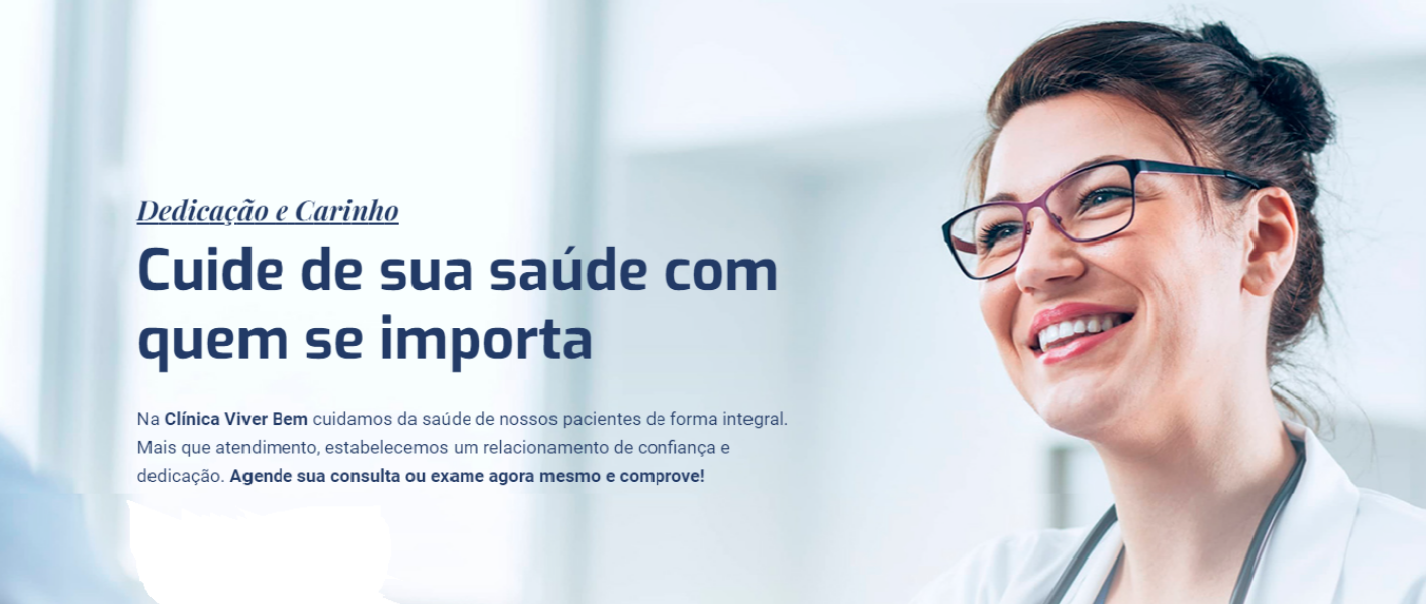 Dedicação e Carinho
Cuide de sua saúde com
quem se importa
Na Clínica Viver Bem cuidamos da saúde de nossos pacientes de forma integral.
Mais que atendimento, estabelecemos um relacionamento de confiança e
dedicação. Agende sua consulta ou exame agora mesmo e comprove!